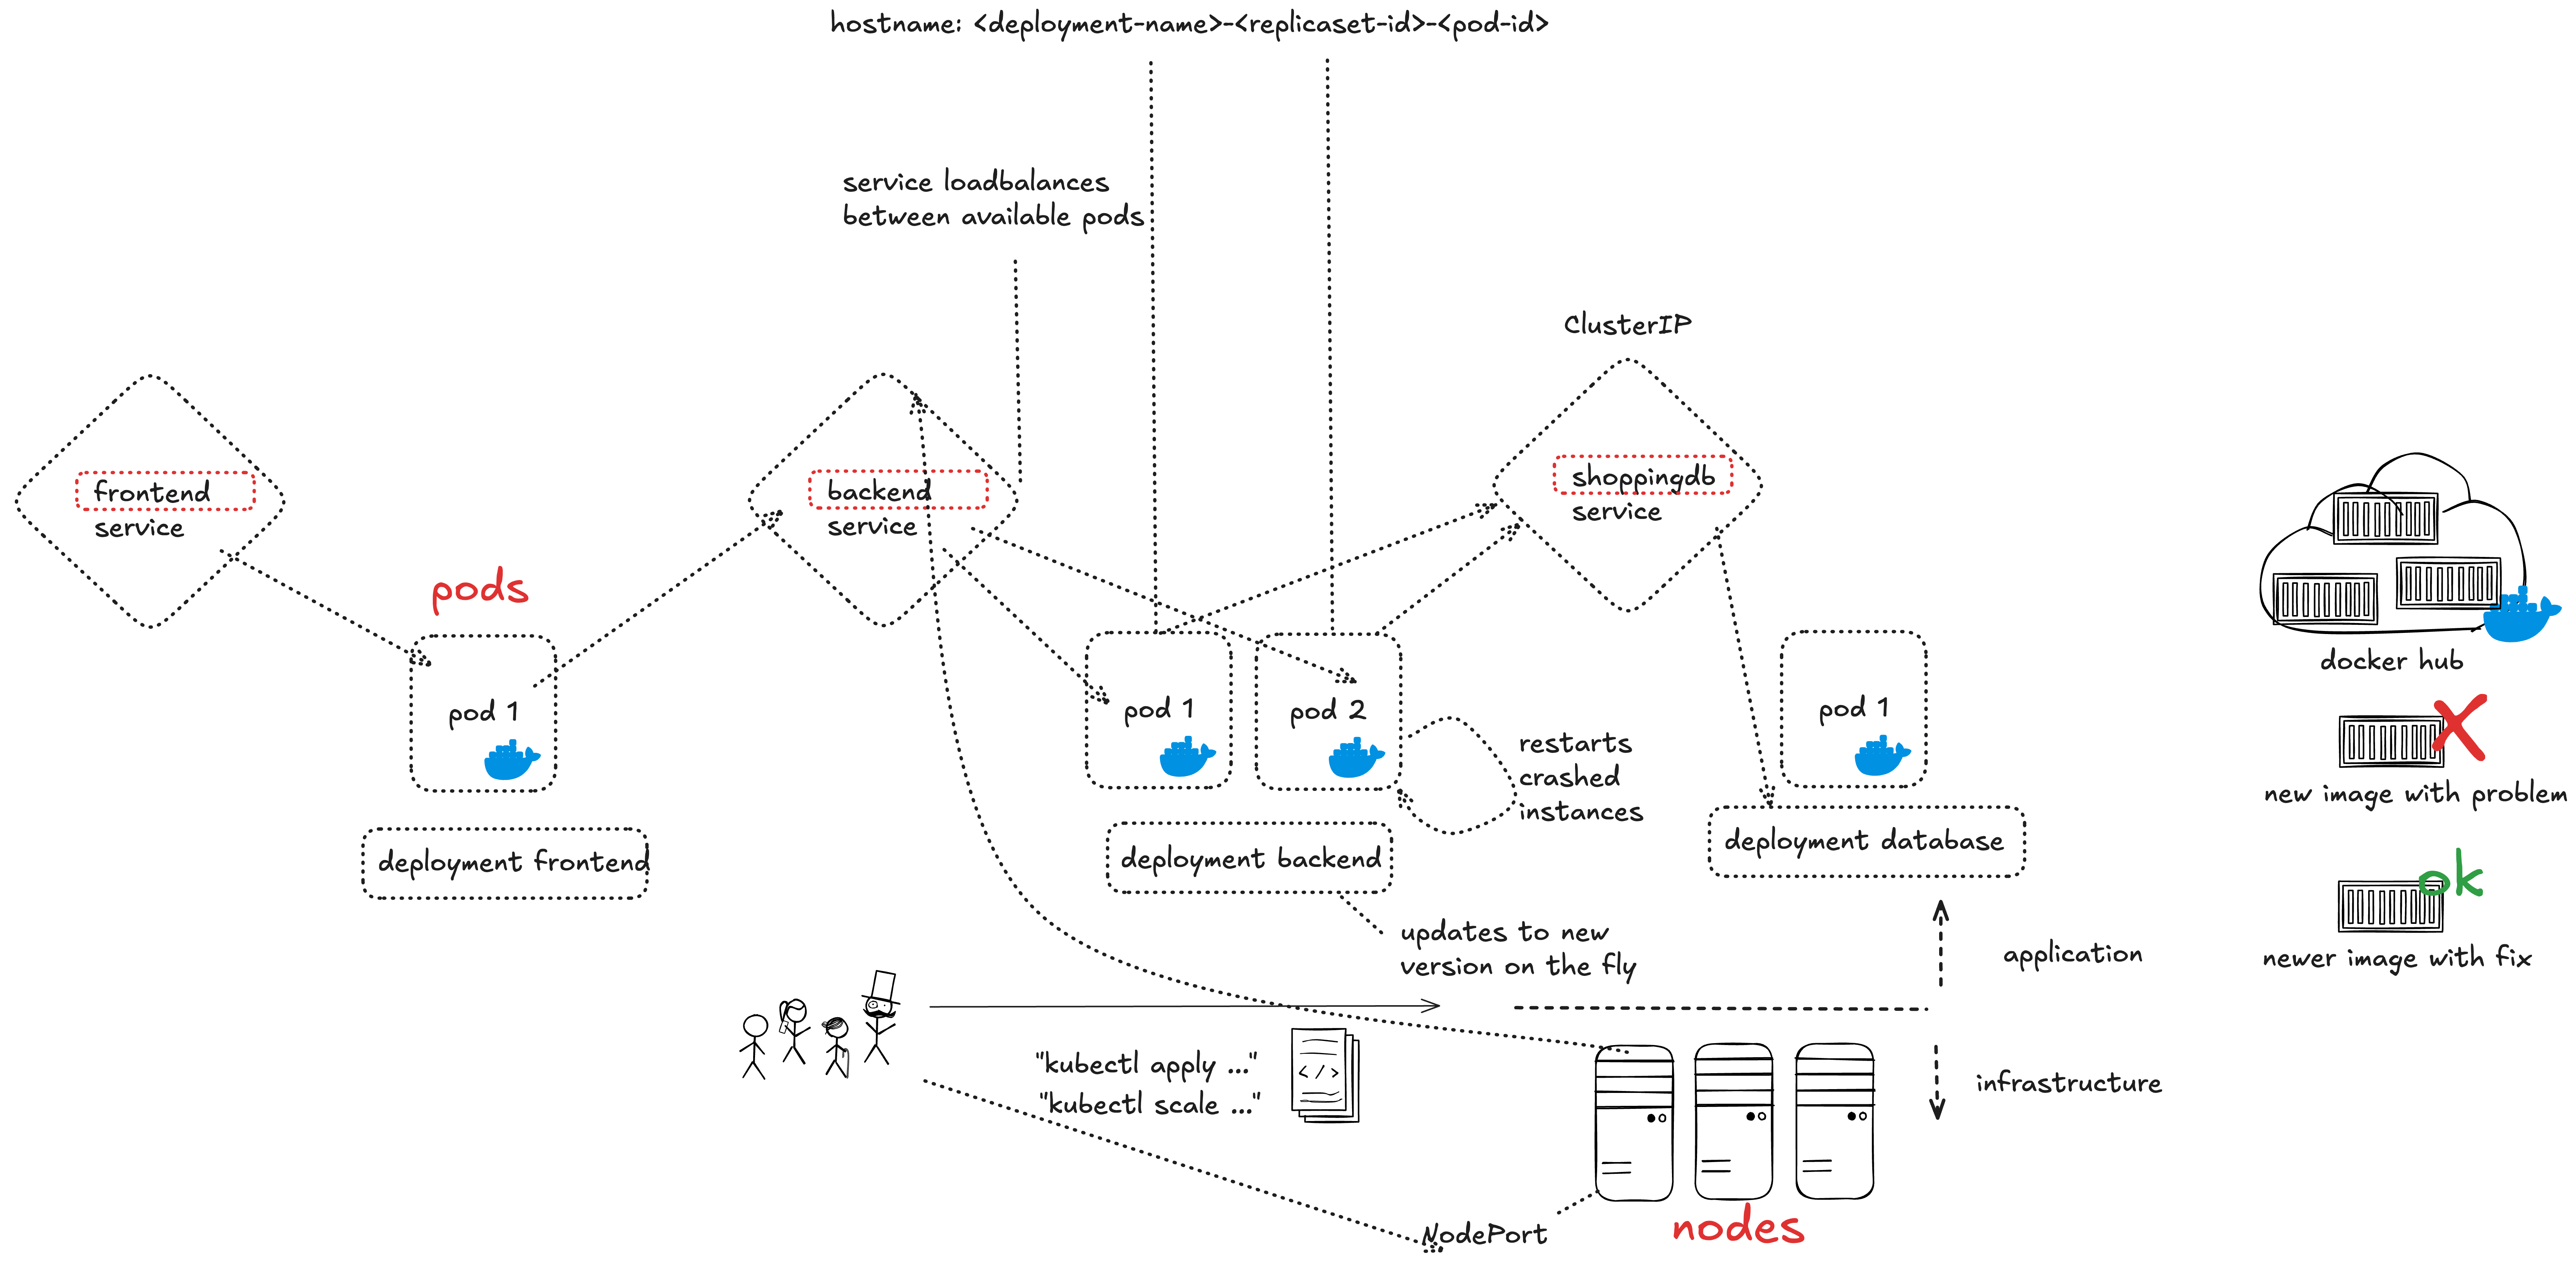 hostname: <deployment-name>-<replicaset-id>-<pod-id>
service loadbalances
between available pods
ClusterIP
frontend
service
backend
service
shoppingdb
service
pods
pod 1
pod 1
pod 2
pod 1
restarts
crashed
instances
deployment frontend
deployment backend
deployment database
updates to new
version on the fly
application
infrastructure
"kubectl apply ..."
"kubectl scale ..."
</>
NodePort
nodes
docker hub
new image with problem
ok
newer image with fix